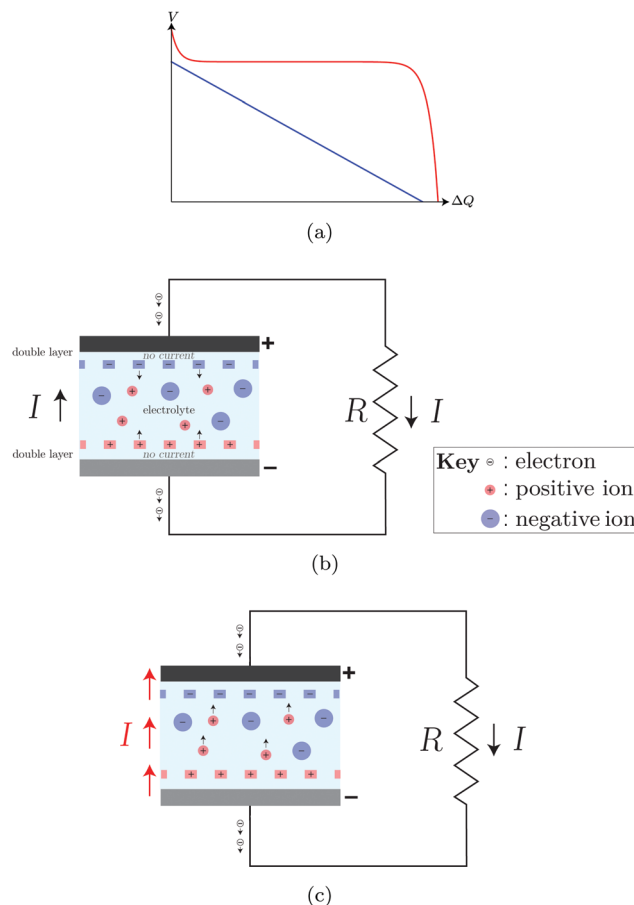 V
ΔQ
(a)
⊖
⊖
+
double layer
no current
− − − −
− + − + −
I
electrolyte
R
I
+ + −
+ + + + +
double layer
no current
−
Key ⊖ : electron
+ : positive ion
− : negative ion
⊖
⊖
(b)
⊖
⊖
+
− − − −
− + − + −
I
R
I
+ + −
+ + + + +
−
⊖
⊖
(c)